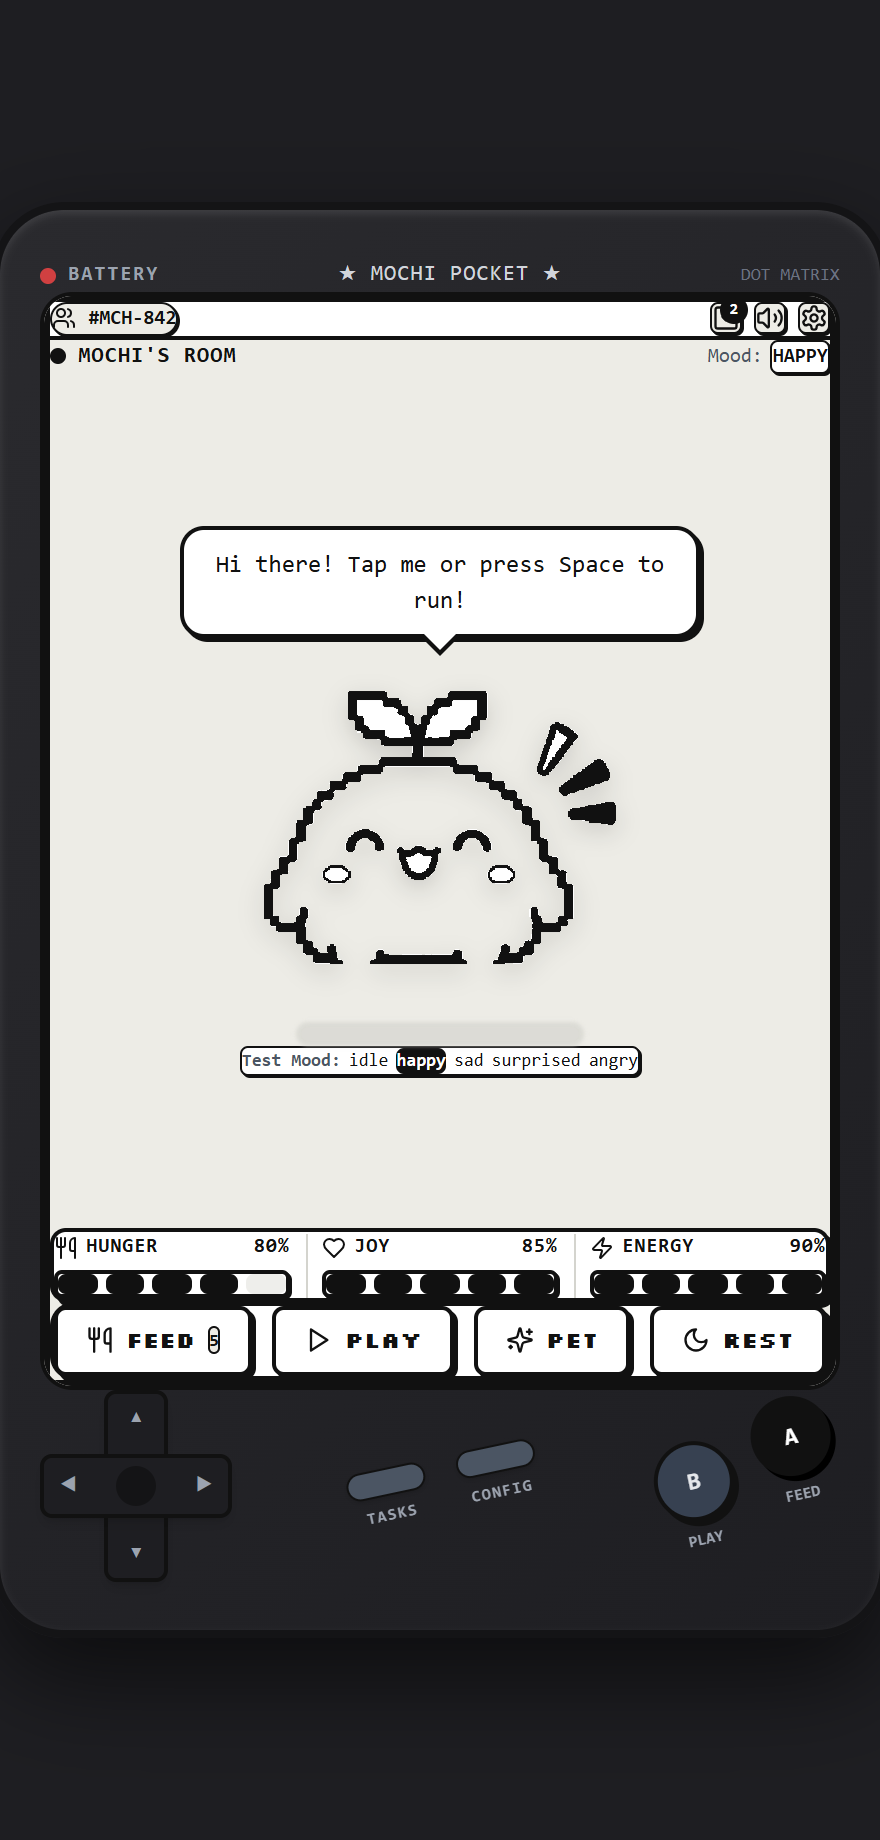 BATTERY
★ MOCHI POCKET ★
DOT MATRIX
#MCH-842
2
MOCHI'S ROOM
Mood: HAPPY
Hi there! Tap me or press Space to
run!
Test Mood: idle happy sad surprised angry
HUNGER 80%
JOY 85%
ENERGY 90%
FEED 5
PLAY
PET
REST
A
B
FEED
PLAY
TASKS
CONFIG